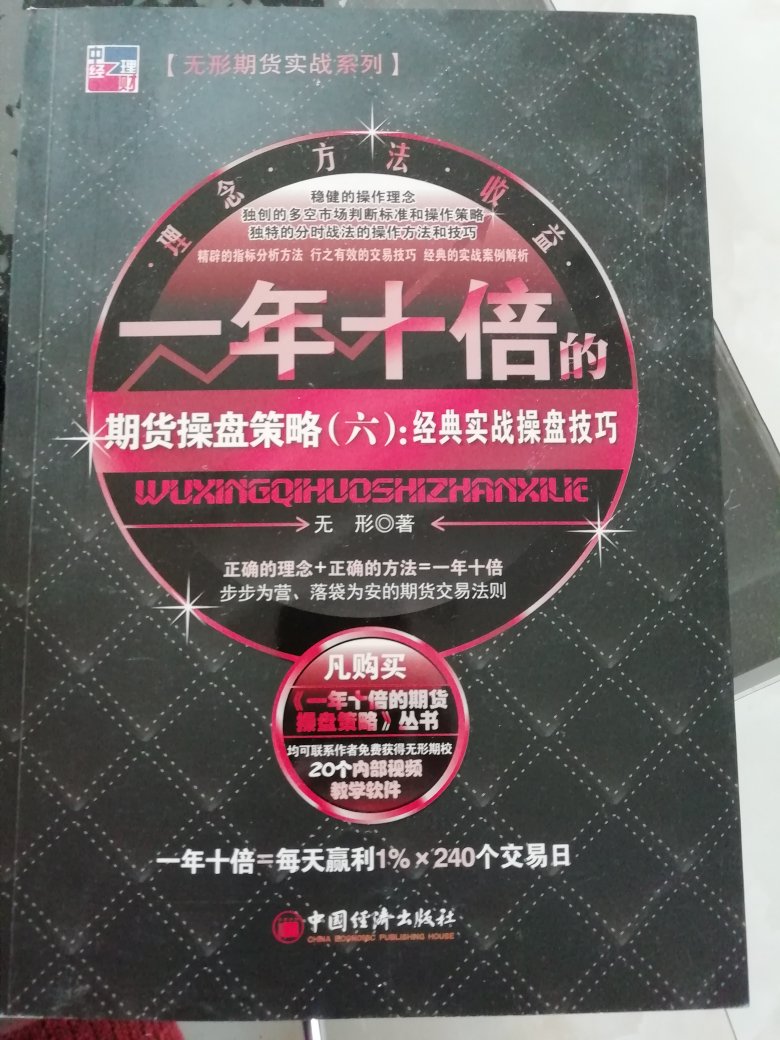 中经之理财
【无形期货实战系列】
·理念·方法·收益·
稳健的操作理念
独创的多空市场判断标准和操作策略
独特的分时战法的操作方法和技巧
精辟的指标分析方法 行之有效的交易技巧 经典的实战案例解析
一年十倍的
期货操盘策略(六):经典实战操盘技巧
WUXINGQIHUOSHIZHANXILIE
无 形◎著
正确的理念+正确的方法=一年十倍
步步为营、落袋为安的期货交易法则
凡购买
《一年十倍的期货
操盘策略》丛书
均可联系作者免费获得无形期校
20个内部视频
教学软件
一年十倍=每天赢利1%×240个交易日
中国经济出版社
CHINA ECONOMIC PUBLISHING HOUSE